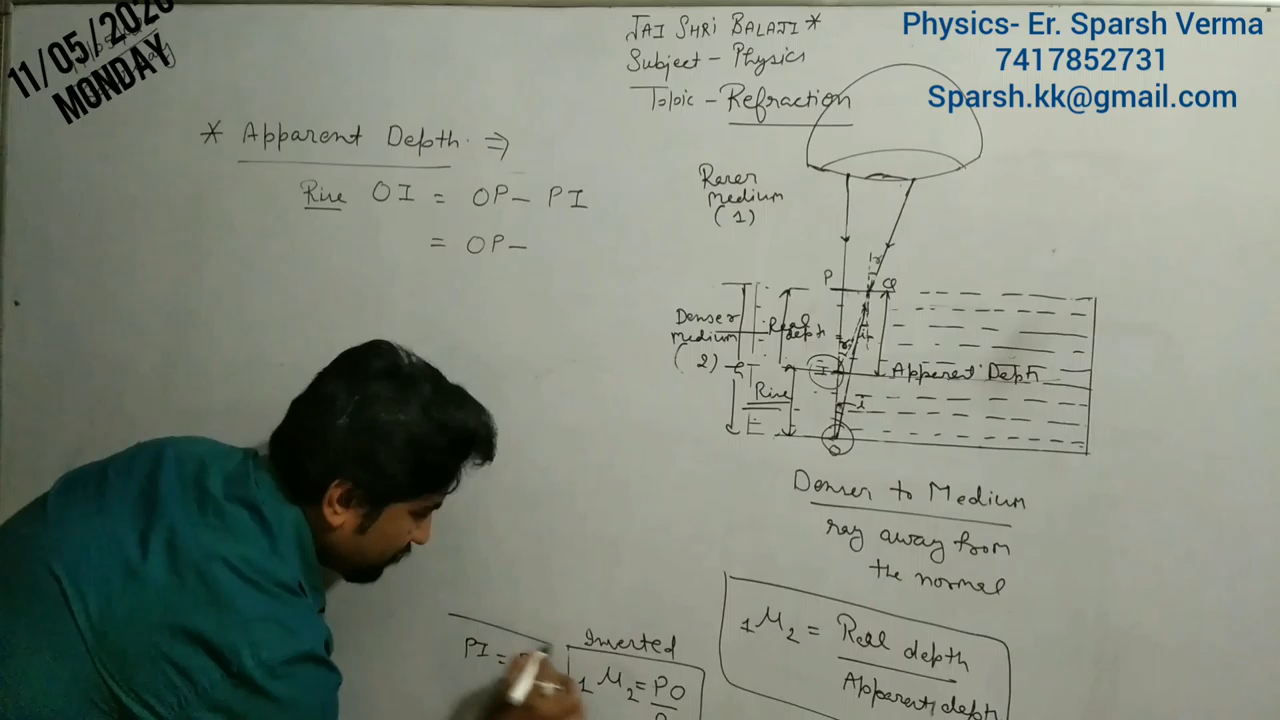 11/05/2020
MONDAY
JAI SHRI BALAJI *
Subject - Physics
Topic - Refraction
Physics- Er. Sparsh Verma
7417852731
Sparsh.kk@gmail.com
* Apparent Depth. ⇒
Rise OI = OP - PI
= OP -
Rarer
medium
(1)
P
Q
r
Denser
medium
(2)
Real
depth
I
Apparent Depth
Rise
i
O
Denser to Medium
ray away from
the normal
1μ2 = Real depth
Apparent depth
Inverted
1μ2 = PO
PI =